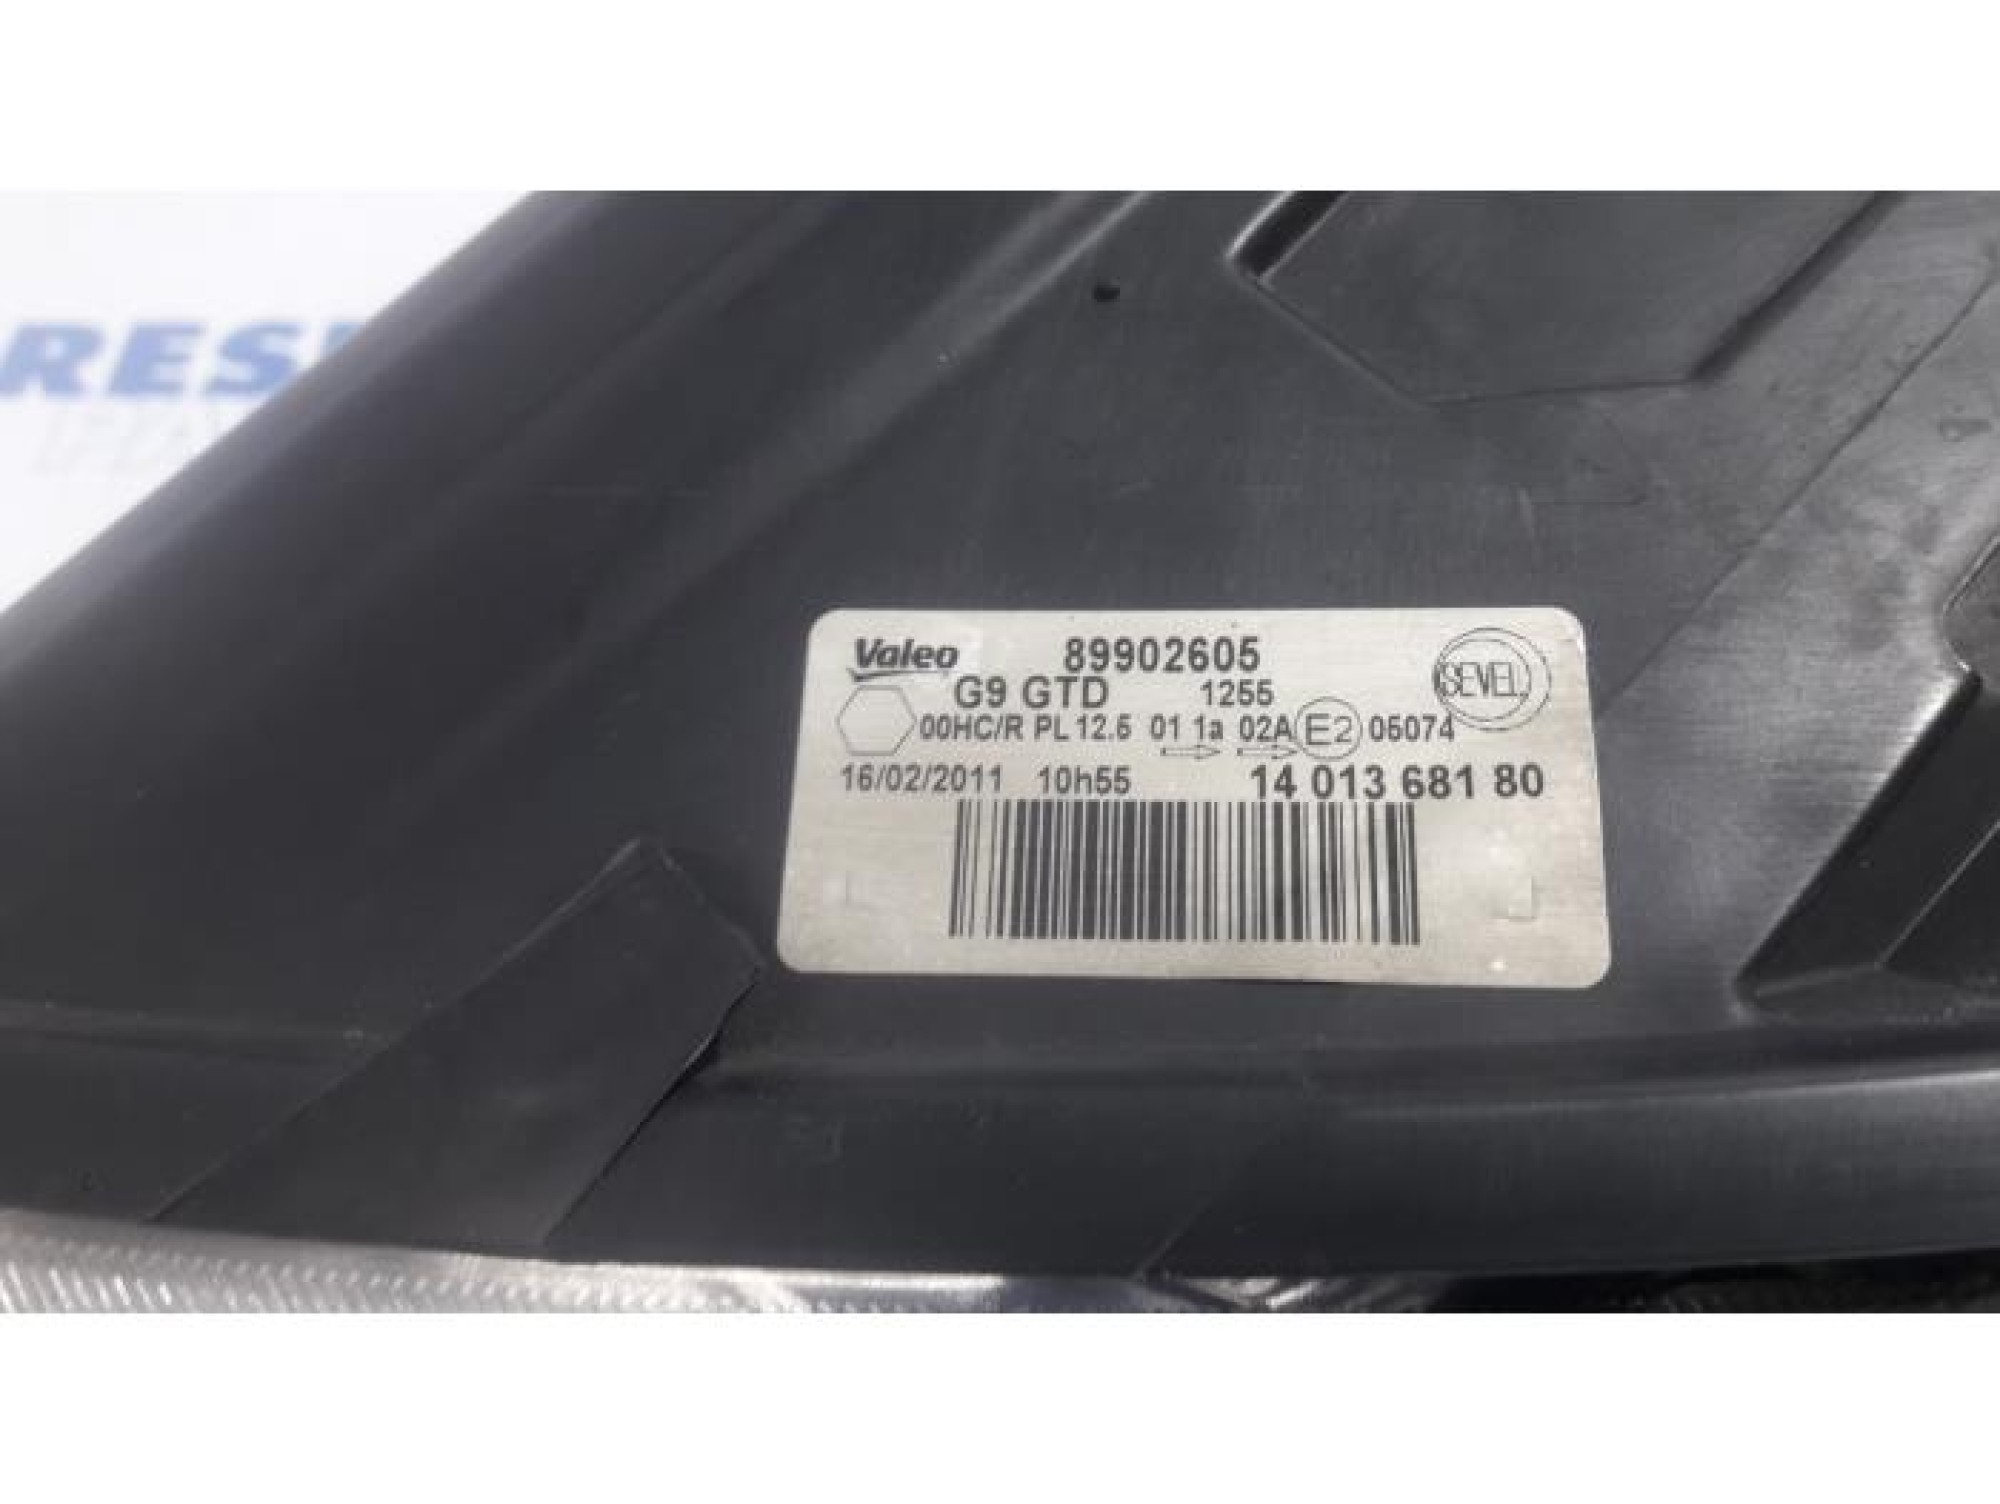 RES
Valeo 89902605
G9 GTD 1255
SEVEL
00HC/R PL 12.5 01 1a 02A E2 05074
16/02/2011 10h55 14 013 681 80